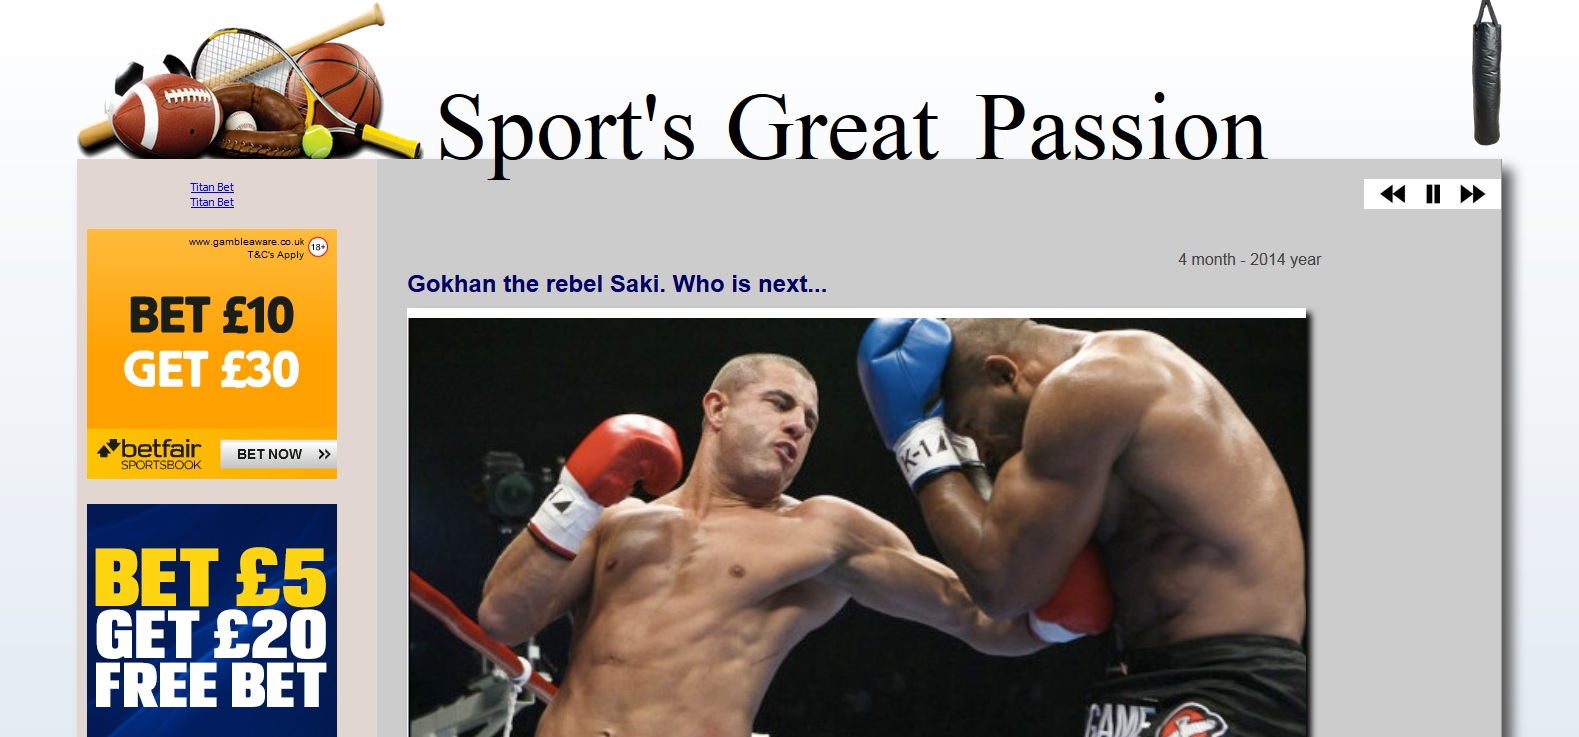 Sport's Great Passion
Titan Bet
Titan Bet
www.gambleaware.co.uk
T&C's Apply
18+
BET £10
GET £30
betfair
SPORTSBOOK
BET NOW
BET £5
GET £20
FREE BET
4 month - 2014 year
Gokhan the rebel Saki. Who is next...
K-1
GAME